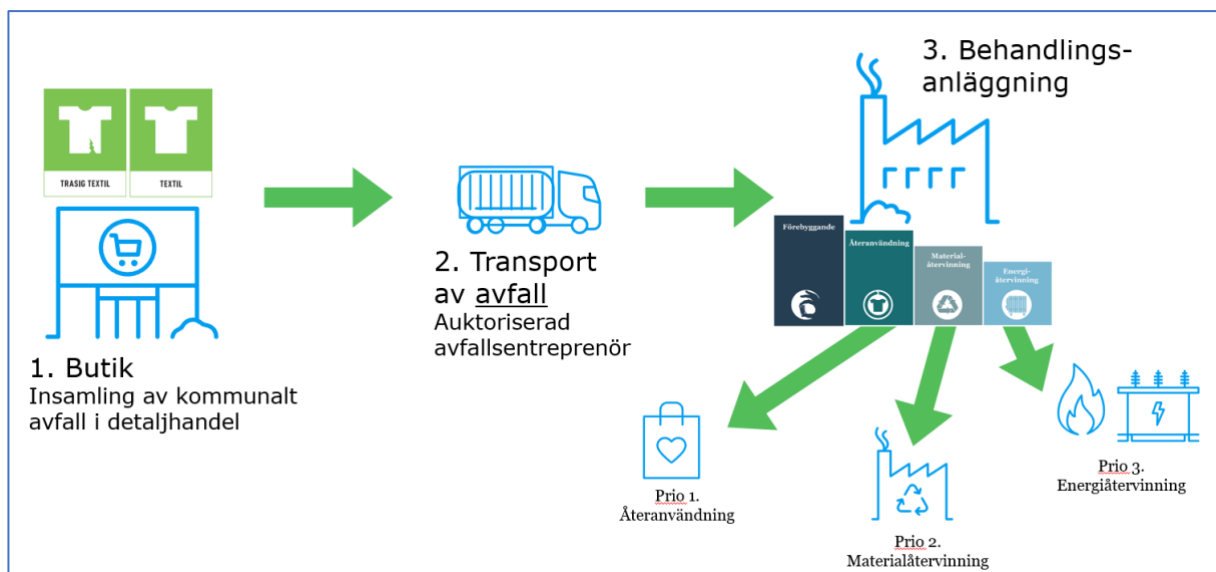 TRASIG TEXTIL
TEXTIL
1. Butik
Insamling av kommunalt
avfall i detaljhandel
2. Transport
av avfall
Auktoriserad
avfallsentreprenör
3. Behandlings-
anläggning
Förebyggande
Återanvändning
Material-
återvinning
Energi-
återvinning
Prio 1.
Återanvändning
Prio 2.
Materialåtervinning
Prio 3.
Energiåtervinning